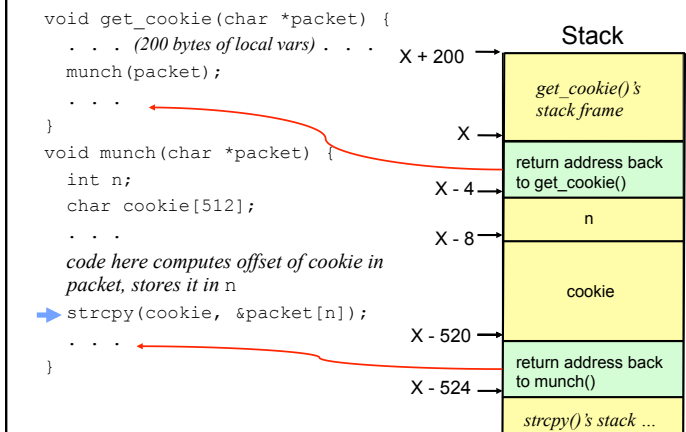 void get_cookie(char *packet) {
. . . (200 bytes of local vars) . . .
munch(packet);
. . .
}
void munch(char *packet) {
int n;
char cookie[512];
. . .
code here computes offset of cookie in
packet, stores it in n
strcpy(cookie, &packet[n]);
. . .
}
Stack
X + 200
get_cookie()'s
stack frame
X
return address back
to get_cookie()
X - 4
n
X - 8
cookie
X - 520
return address back
to munch()
X - 524
strcpy()'s stack ...